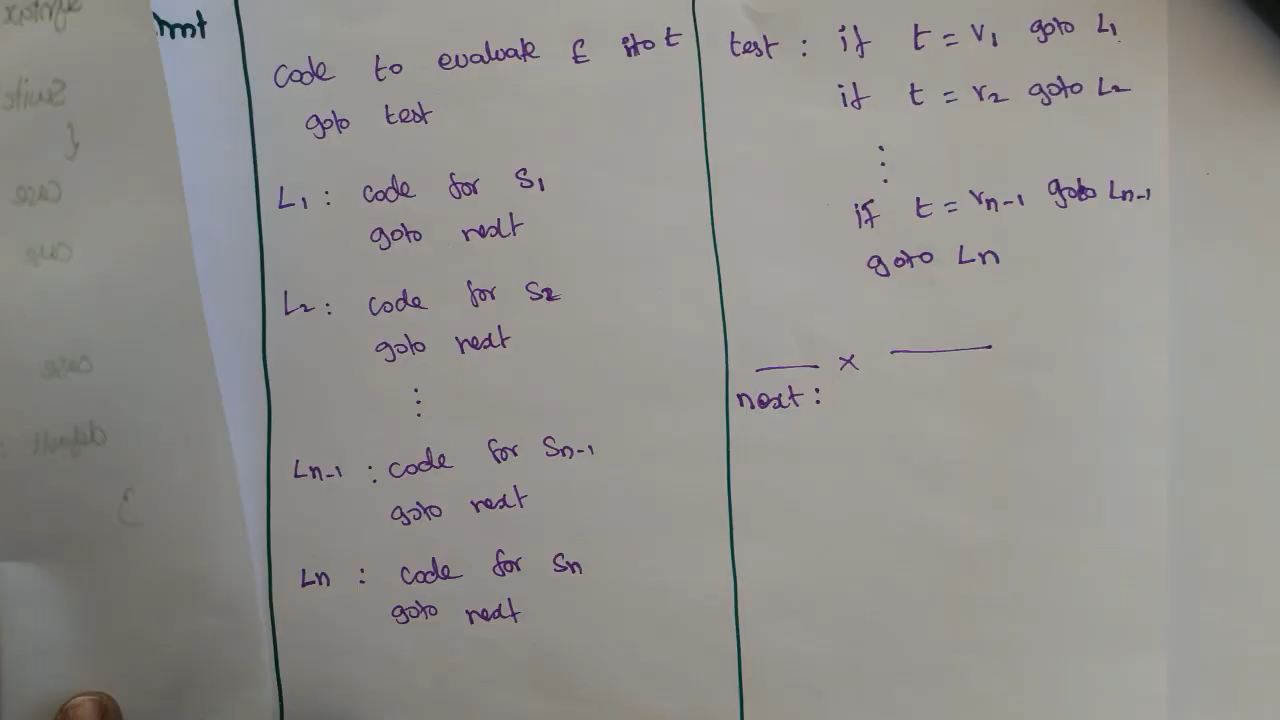 code to evaluate E into t
goto test
L1 : code for S1
goto next
L2 : code for S2
goto next
⋮
Ln-1 : code for Sn-1
goto next
Ln : code for Sn
goto next
test : if t = V1 goto L1
if t = V2 goto L2
⋮
if t = Vn-1 goto Ln-1
goto Ln
x
next :